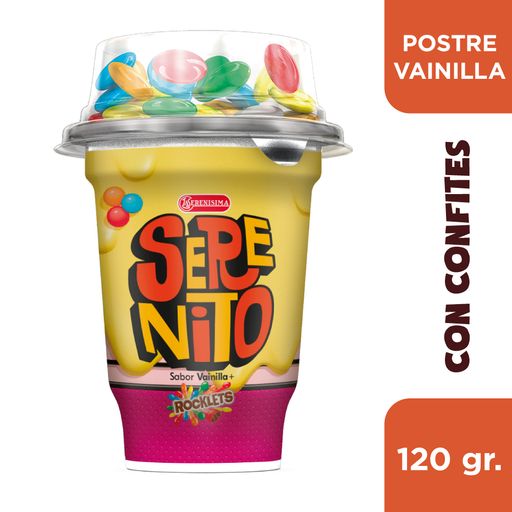 POSTRE
VAINILLA
CON CONFITES
120 gr.
LA SERENISIMA
SERE
NITO
Sabor Vainilla +
ROCKLETS